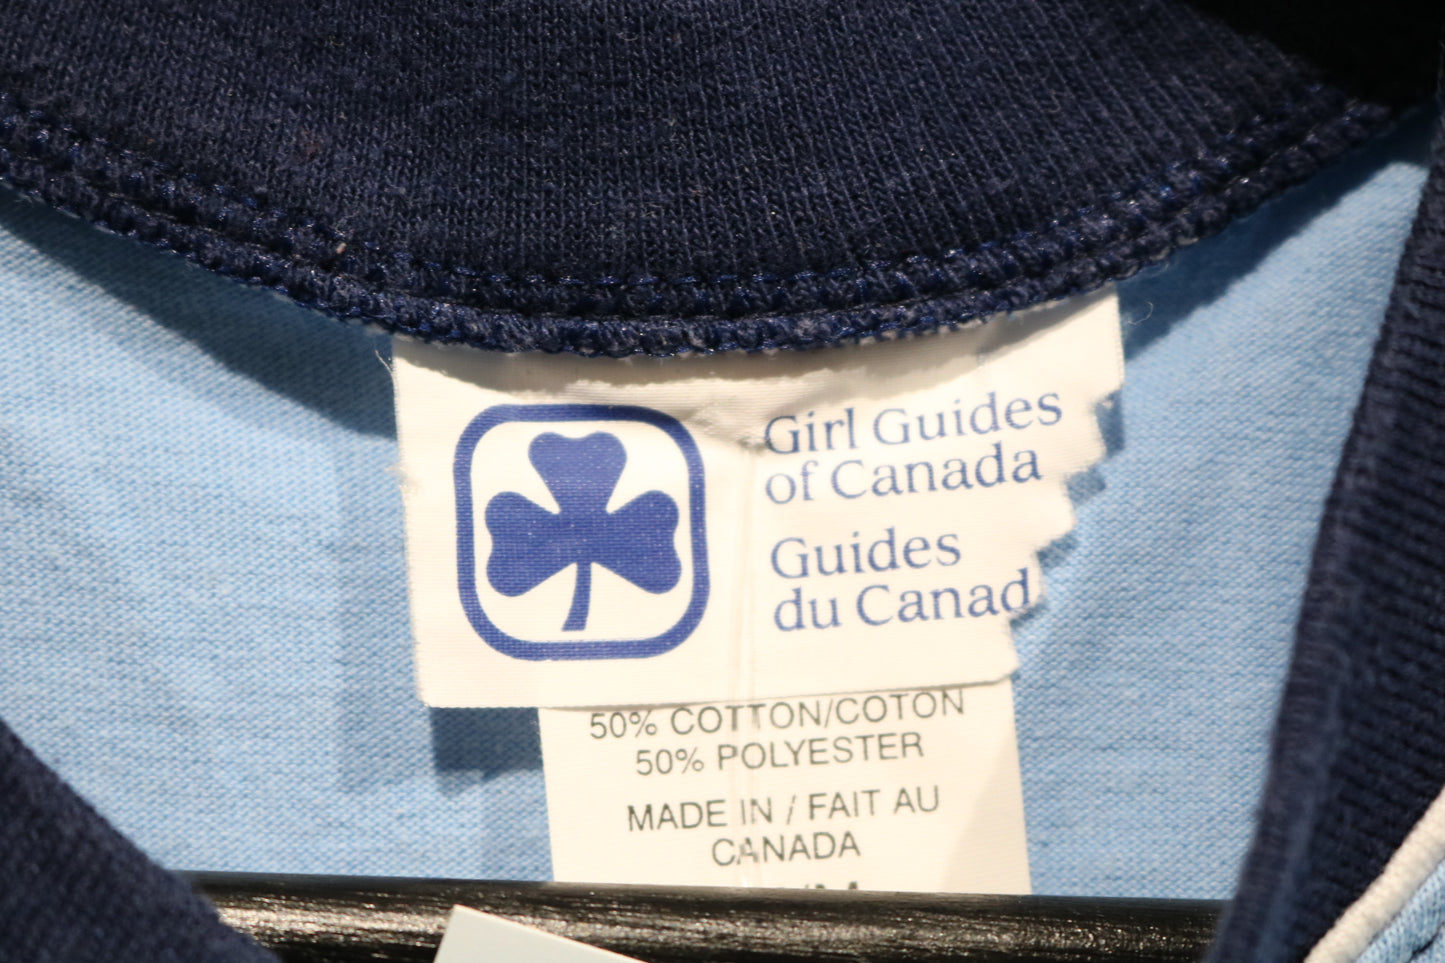 Girl Guides
of Canada
Guides
du Canad
50% COTTON/COTON
50% POLYESTER
MADE IN / FAIT AU
CANADA